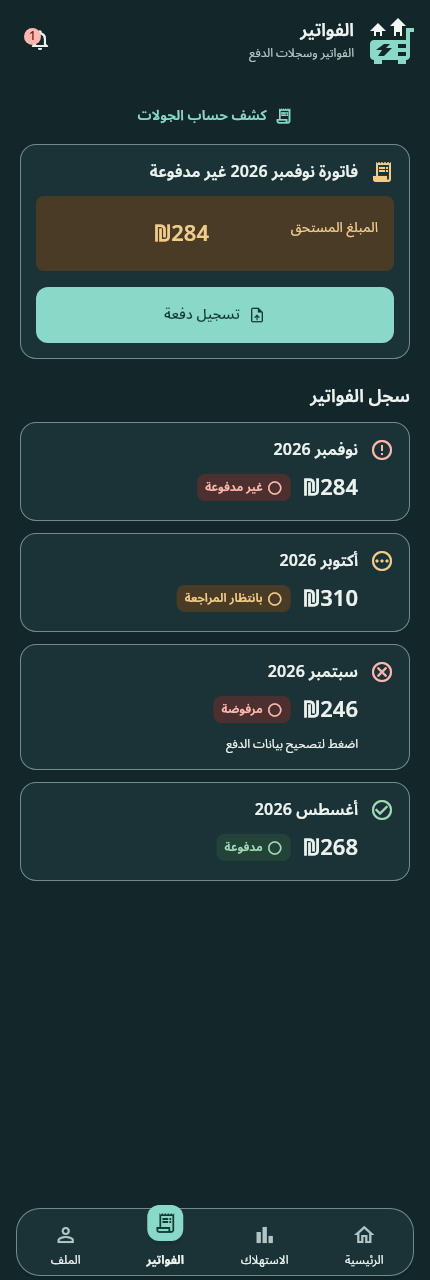 الفواتير
الفواتير وسجلات الدفع
1
كشف حساب الجولات
فاتورة نوفمبر 2026 غير مدفوعة
المبلغ المستحق
₪284
تسجيل دفعة
سجل الفواتير
نوفمبر 2026
₪284 غير مدفوعة
أكتوبر 2026
₪310 بانتظار المراجعة
سبتمبر 2026
₪246 مرفوضة
اضغط لتصحيح بيانات الدفع
أغسطس 2026
₪268 مدفوعة
الرئيسية الاستهلاك الفواتير الملف